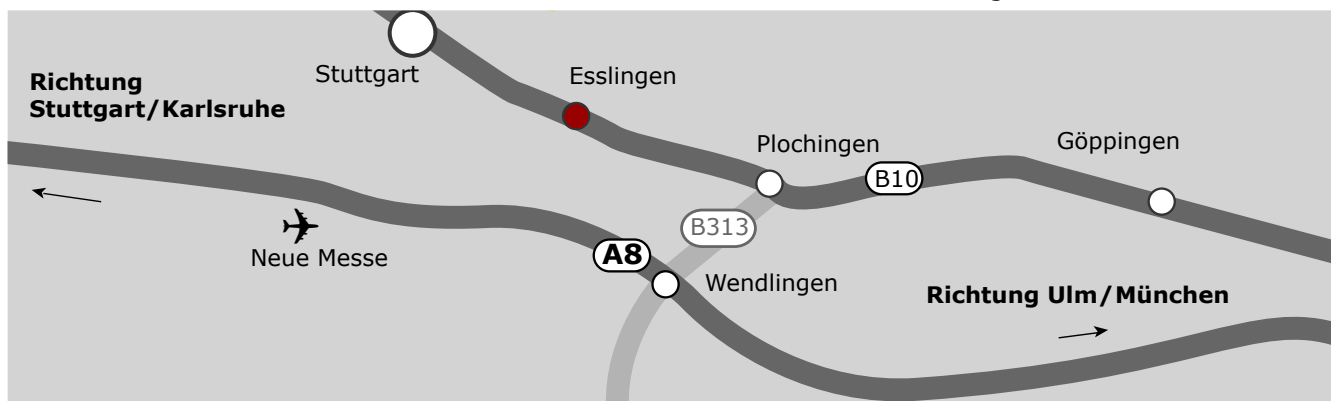 Stuttgart
Esslingen
Richtung
Stuttgart/Karlsruhe
Plochingen
Göppingen
B10
B313
Neue Messe
A8
Wendlingen
Richtung Ulm/München